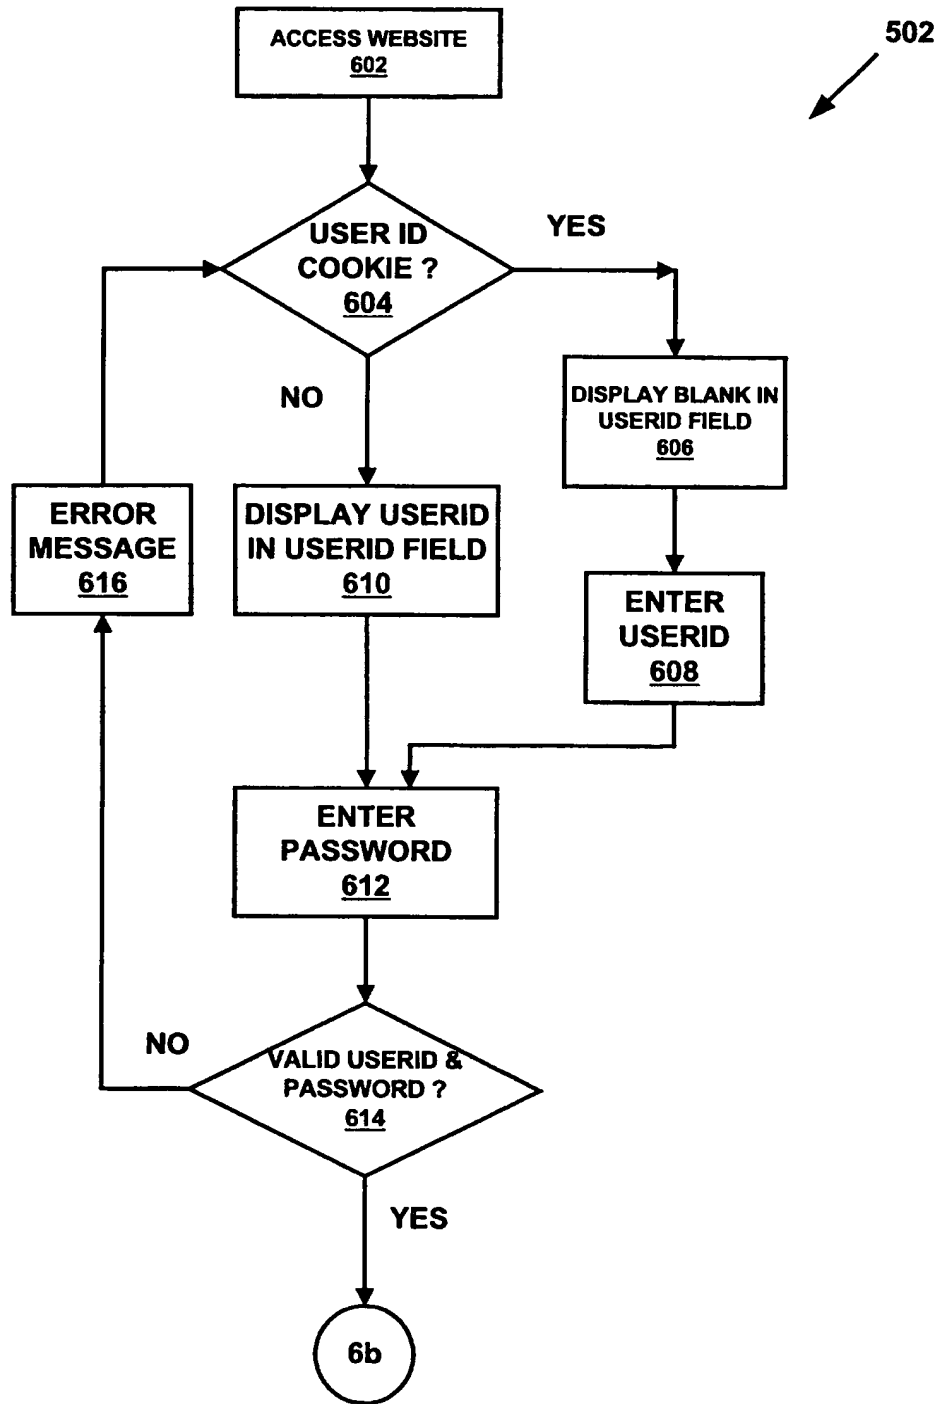 502
ACCESS WEBSITE
602
USER ID
COOKIE ?
604
YES
NO
DISPLAY BLANK IN
USERID FIELD
606
ERROR
MESSAGE
616
DISPLAY USERID
IN USERID FIELD
610
ENTER
USERID
608
ENTER
PASSWORD
612
NO
VALID USERID &
PASSWORD ?
614
YES
6b